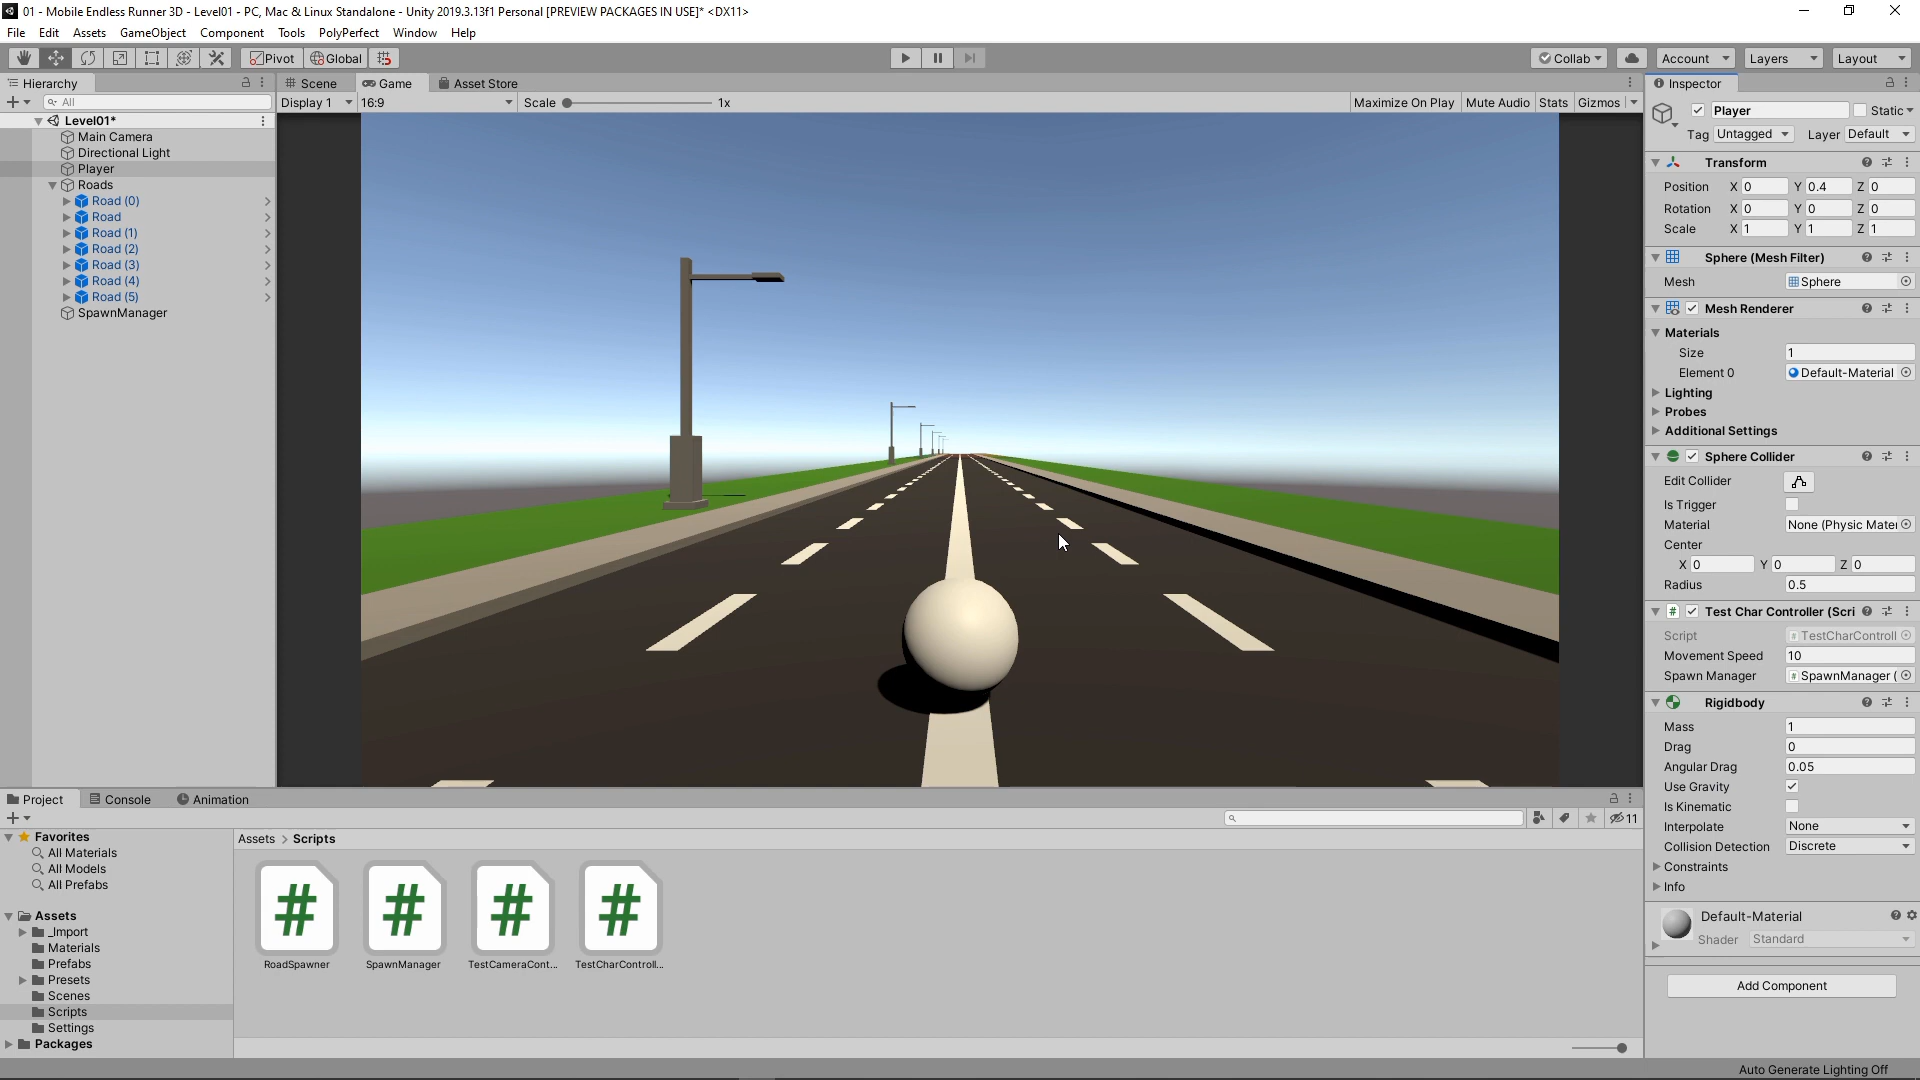 01 - Mobile Endless Runner 3D - Level01 - PC, Mac & Linux Standalone - Unity 2019.3.13f1 Personal [PREVIEW PACKAGES IN USE]* <DX11>
File Edit Assets GameObject Component Tools PolyPerfect Window Help
Pivot Global Collab Account Layers Layout
Hierarchy
All
Level01*
Main Camera
Directional Light
Player
Roads
Road (0)
Road
Road (1)
Road (2)
Road (3)
Road (4)
Road (5)
SpawnManager
Scene Game Asset Store
Display 1 16:9 Scale 1x Maximize On Play Mute Audio Stats Gizmos
Inspector
Player Static
Tag Untagged Layer Default
Transform
Position X 0 Y 0.4 Z 0
Rotation X 0 Y 0 Z 0
Scale X 1 Y 1 Z 1
Sphere (Mesh Filter)
Mesh Sphere
Mesh Renderer
Materials
Size 1
Element 0 Default-Material
Lighting
Probes
Additional Settings
Sphere Collider
Edit Collider
Is Trigger
Material None (Physic Mater
Center
X 0 Y 0 Z 0
Radius 0.5
# Test Char Controller (Scri
Script # TestCharControll
Movement Speed 10
Spawn Manager # SpawnManager (
Rigidbody
Mass 1
Drag 0
Angular Drag 0.05
Use Gravity
Is Kinematic
Interpolate None
Collision Detection Discrete
Constraints
Info
Default-Material
Shader Standard
Add Component
Project Console Animation
11
Favorites
All Materials
All Models
All Prefabs
Assets
_Import
Materials
Prefabs
Presets
Scenes
Scripts
Settings
Packages
Assets > Scripts
# # # #
RoadSpawner SpawnManager TestCameraCont... TestCharControll...
Auto Generate Lighting Off